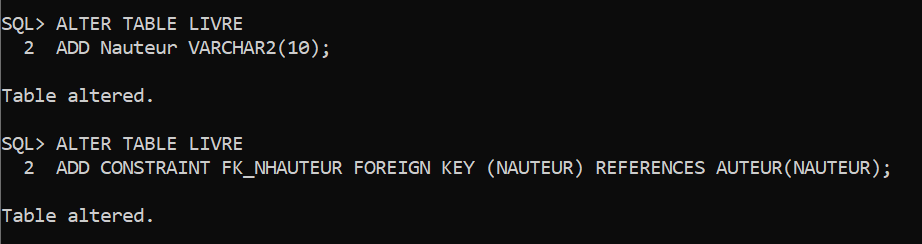 SQL> ALTER TABLE LIVRE
2 ADD Nauteur VARCHAR2(10);
Table altered.
SQL> ALTER TABLE LIVRE
2 ADD CONSTRAINT FK_NHAUTEUR FOREIGN KEY (NAUTEUR) REFERENCES AUTEUR(NAUTEUR);
Table altered.